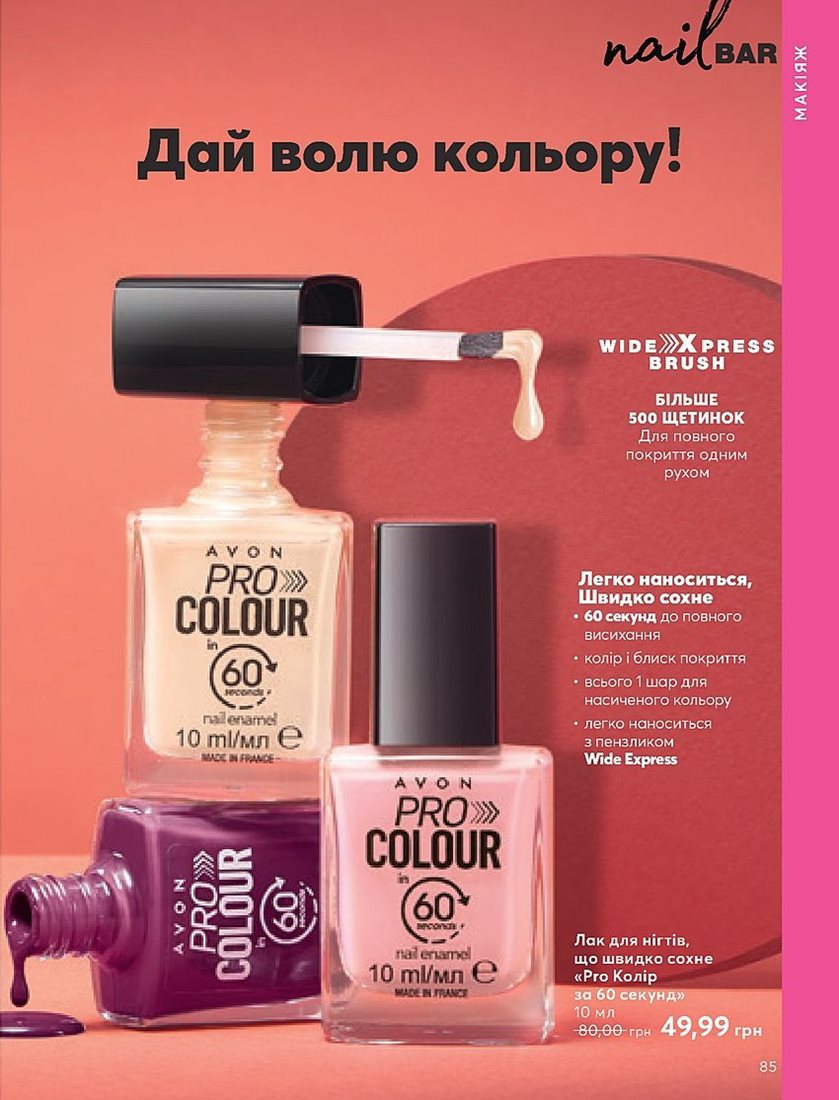 nail BAR
МАКІЯЖ
Дай волю кольору!
WIDE XPRESS
BRUSH
БІЛЬШЕ
500 ЩЕТИНОК
Для повного
покриття одним
рухом
AVON
PRO
COLOUR
in
60
seconds+
nail enamel
10 ml/мл e
MADE IN FRANCE
Легко наноситься,
Швидко сохне
• 60 секунд до повного
висихання
• колір і блиск покриття
• всього 1 шар для
насиченого кольору
• легко наноситься
з пензликом
Wide Express
AVON
PRO
COLOUR
in
60
seconds+
AVON
PRO
COLOUR
in
60
seconds+
nail enamel
10 ml/мл e
MADE IN FRANCE
Лак для нігтів,
що швидко сохне
«Pro Колір
за 60 секунд»
10 мл
80,00 грн 49,99 грн
85